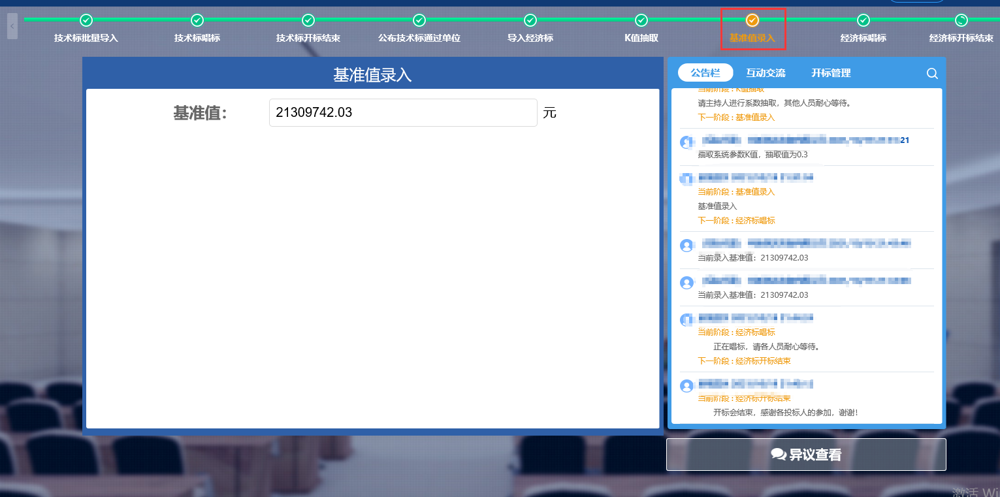 技术标批量导入
技术标唱标
技术标开标结束
公布技术标通过单位
导入经济标
K值抽取
基准值录入
经济标唱标
经济标开标结束
基准值录入
基准值：
21309742.03 元
公告栏 互动交流 开标管理
当前阶段 : K值抽取
请主持人进行系数抽取，其他人员耐心等待。
下一阶段 : 基准值录入
21
抽取系统参数K值，抽取值为0.3
当前阶段 : 基准值录入
基准值录入
下一阶段 : 经济标唱标
当前录入基准值：21309742.03
当前录入基准值：21309742.03
当前阶段 : 经济标唱标
正在唱标，请各人员耐心等待。
下一阶段 : 经济标开标结束
当前阶段 : 经济标开标结束
开标会结束，感谢各投标人的参加，谢谢！
异议查看
激活 Wi